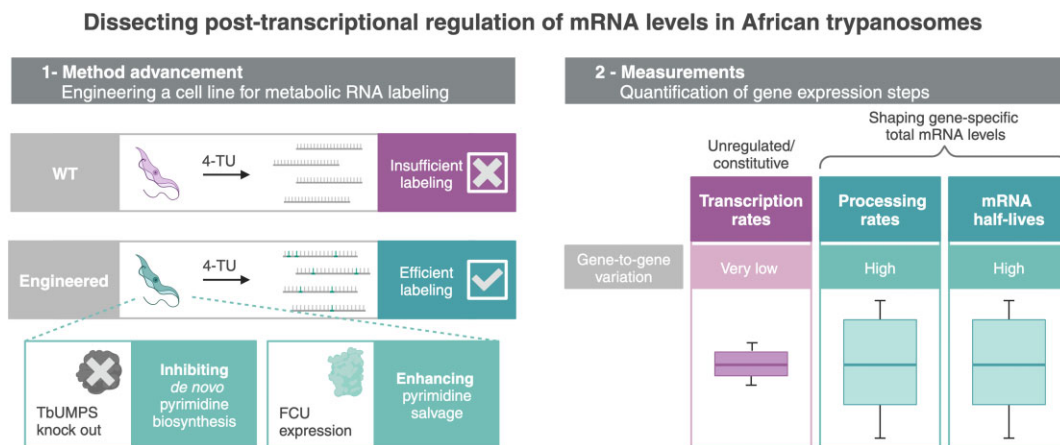 Dissecting post-transcriptional regulation of mRNA levels in African trypanosomes
1- Method advancement
Engineering a cell line for metabolic RNA labeling
WT
4-TU
Insufficient
labeling
Engineered
4-TU
Efficient
labeling
TbUMPS
knock out
Inhibiting
de novo
pyrimidine
biosynthesis
FCU
expression
Enhancing
pyrimidine
salvage
2 - Measurements
Quantification of gene expression steps
Shaping gene-specific
total mRNA levels
Unregulated/
constitutive
Transcription
rates
Processing
rates
mRNA
half-lives
Gene-to-gene
variation
Very low
High
High